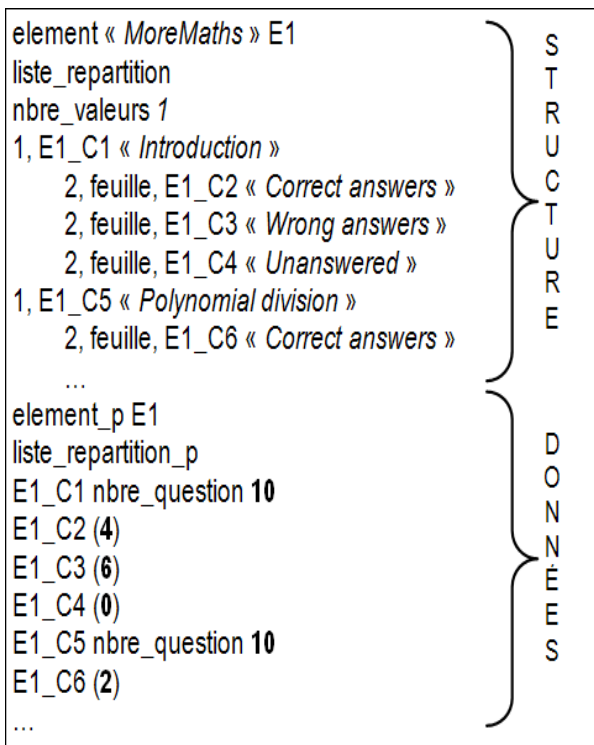 element « MoreMaths » E1
liste_repartition
nbre_valeurs 1
1, E1_C1 « Introduction »
2, feuille, E1_C2 « Correct answers »
2, feuille, E1_C3 « Wrong answers »
2, feuille, E1_C4 « Unanswered »
1, E1_C5 « Polynomial division »
2, feuille, E1_C6 « Correct answers »
...
STRUCTURE
element_p E1
liste_repartition_p
E1_C1 nbre_question 10
E1_C2 (4)
E1_C3 (6)
E1_C4 (0)
E1_C5 nbre_question 10
E1_C6 (2)
...
DONNÉES